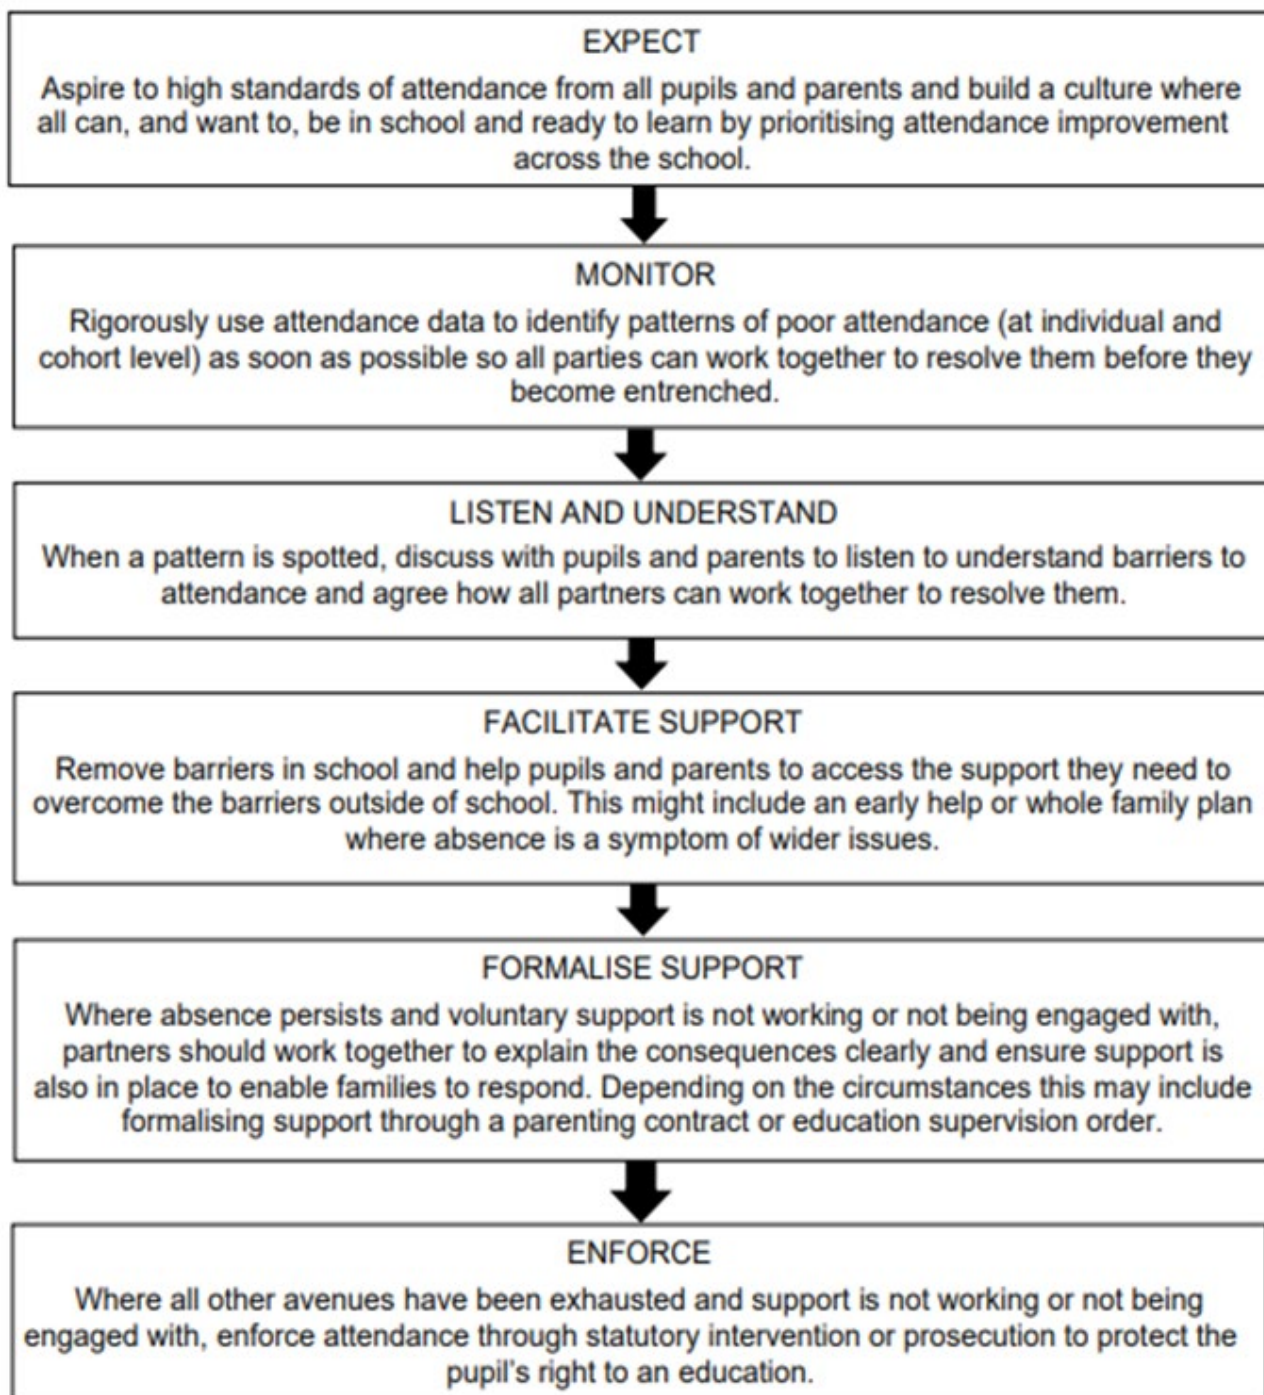 EXPECT
Aspire to high standards of attendance from all pupils and parents and build a culture where
all can, and want to, be in school and ready to learn by prioritising attendance improvement
across the school.
MONITOR
Rigorously use attendance data to identify patterns of poor attendance (at individual and
cohort level) as soon as possible so all parties can work together to resolve them before they
become entrenched.
LISTEN AND UNDERSTAND
When a pattern is spotted, discuss with pupils and parents to listen to understand barriers to
attendance and agree how all partners can work together to resolve them.
FACILITATE SUPPORT
Remove barriers in school and help pupils and parents to access the support they need to
overcome the barriers outside of school. This might include an early help or whole family plan
where absence is a symptom of wider issues.
FORMALISE SUPPORT
Where absence persists and voluntary support is not working or not being engaged with,
partners should work together to explain the consequences clearly and ensure support is
also in place to enable families to respond. Depending on the circumstances this may include
formalising support through a parenting contract or education supervision order.
ENFORCE
Where all other avenues have been exhausted and support is not working or not being
engaged with, enforce attendance through statutory intervention or prosecution to protect the
pupil's right to an education.